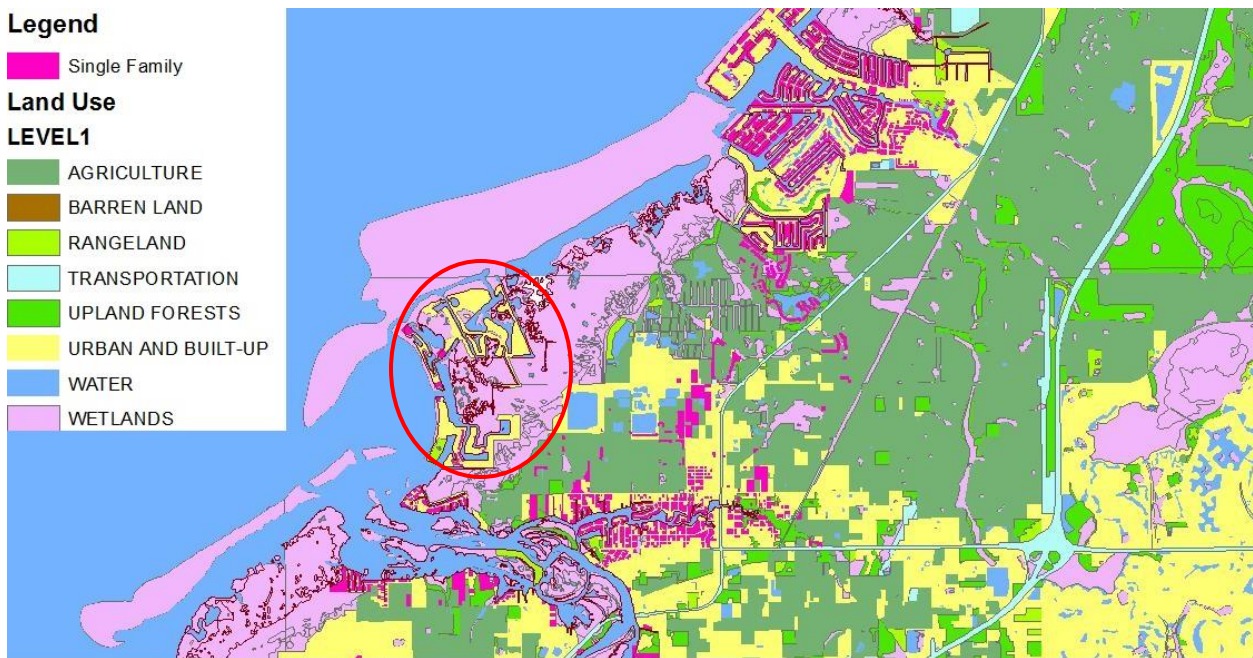 Legend
Single Family
Land Use
LEVEL1
AGRICULTURE
BARREN LAND
RANGELAND
TRANSPORTATION
UPLAND FORESTS
URBAN AND BUILT-UP
WATER
WETLANDS